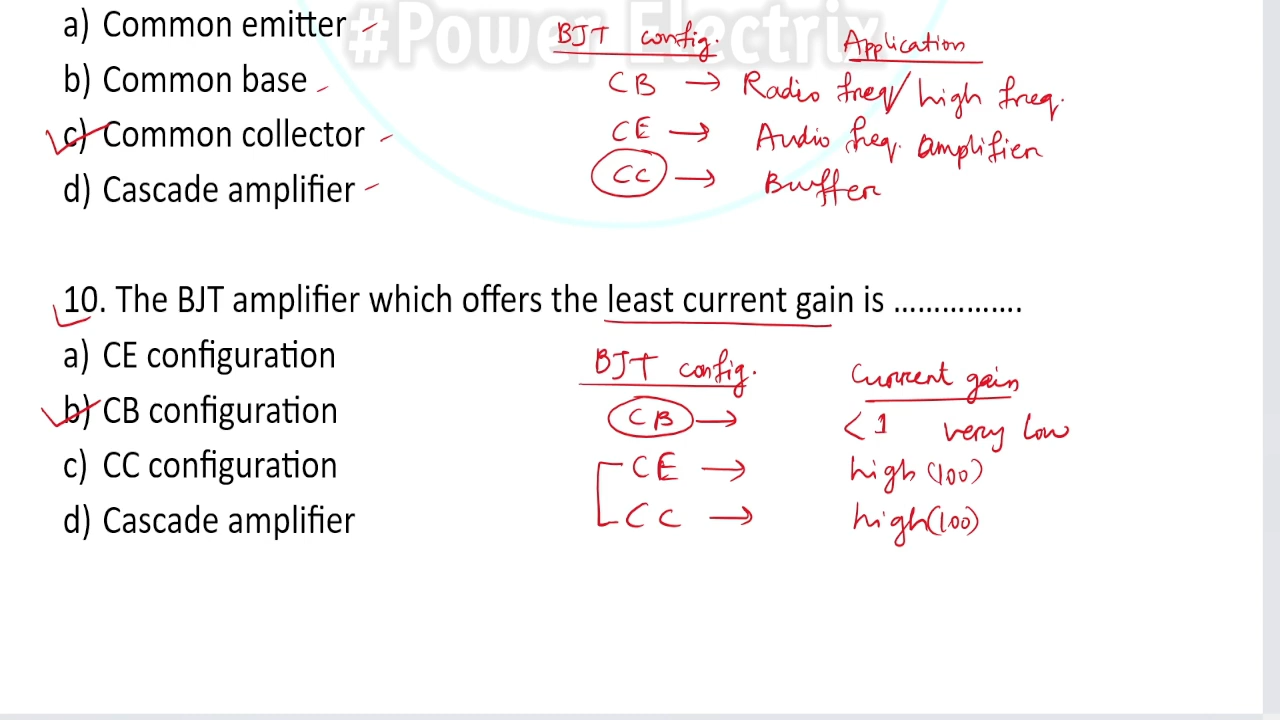 #Power Electrix
a) Common emitter
b) Common base
c) Common collector
d) Cascade amplifier
BJT config. Application
CB → Radio freq/high freq.
CE → Audio freq. amplifier
CC → Buffer
10. The BJT amplifier which offers the least current gain is ...............
a) CE configuration
b) CB configuration
c) CC configuration
d) Cascade amplifier
BJT config. Current gain
CB → <1 very low
CE → high (100)
CC → high (100)